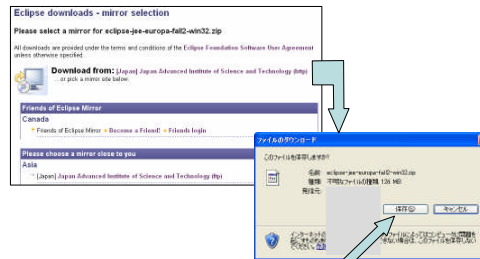 Eclipse downloads - mirror selection
Please select a mirror for eclipse-jee-europa-fall2-win32.zip
All downloads are provided under the terms and conditions of the Eclipse Foundation Software User Agreement
unless otherwise specified.
Download from: [Japan] Japan Advanced Institute of Science and Technology (http)
... or pick a mirror site below.
Friends of Eclipse Mirror
Canada
Friends of Eclipse Mirror » Become a Friend! » Friends login
Please choose a mirror close to you
Asia
[Japan] Japan Advanced Institute of Science and Technology (ftp)
ファイルのダウンロード
このファイルを保存しますか?
名前: eclipse-jee-europa-fall2-win32.zip
種類: 不明なファイルの種類, 126 MB
発信元:
保存(S)
キャンセル